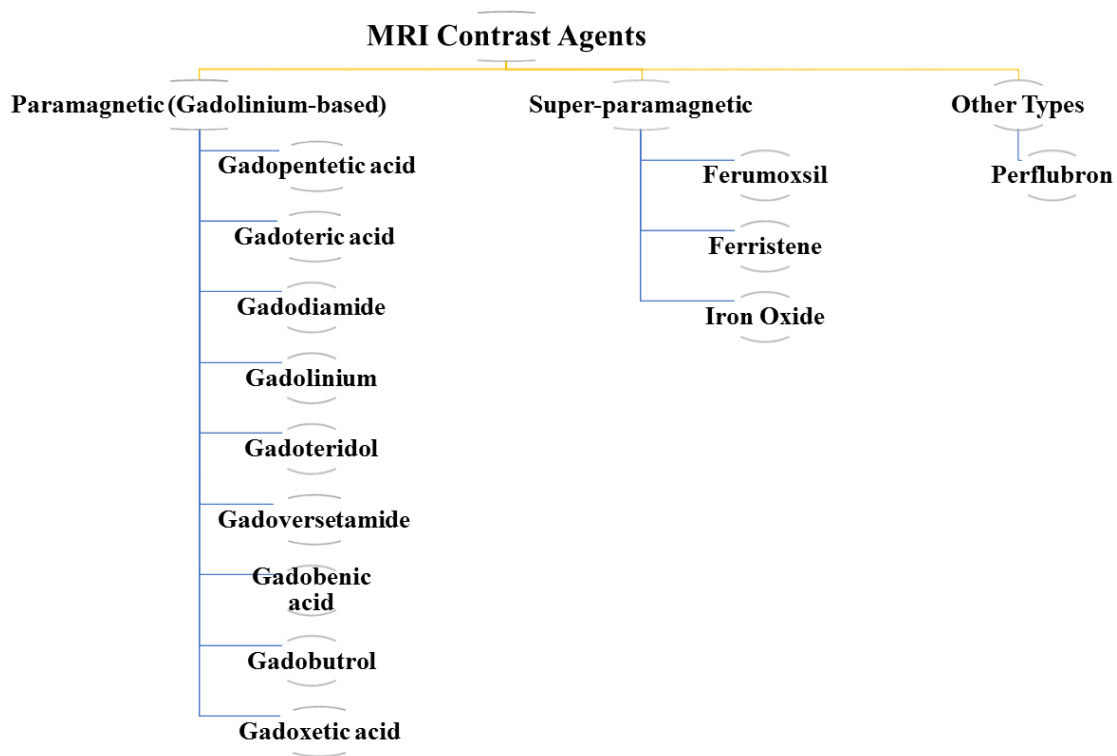 MRI Contrast Agents
Paramagnetic (Gadolinium-based)
Gadopentetic acid
Gadoteric acid
Gadodiamide
Gadolinium
Gadoteridol
Gadoversetamide
Gadobenic
acid
Gadobutrol
Gadoxetic acid
Super-paramagnetic
Ferumoxsil
Ferristene
Iron Oxide
Other Types
Perflubron